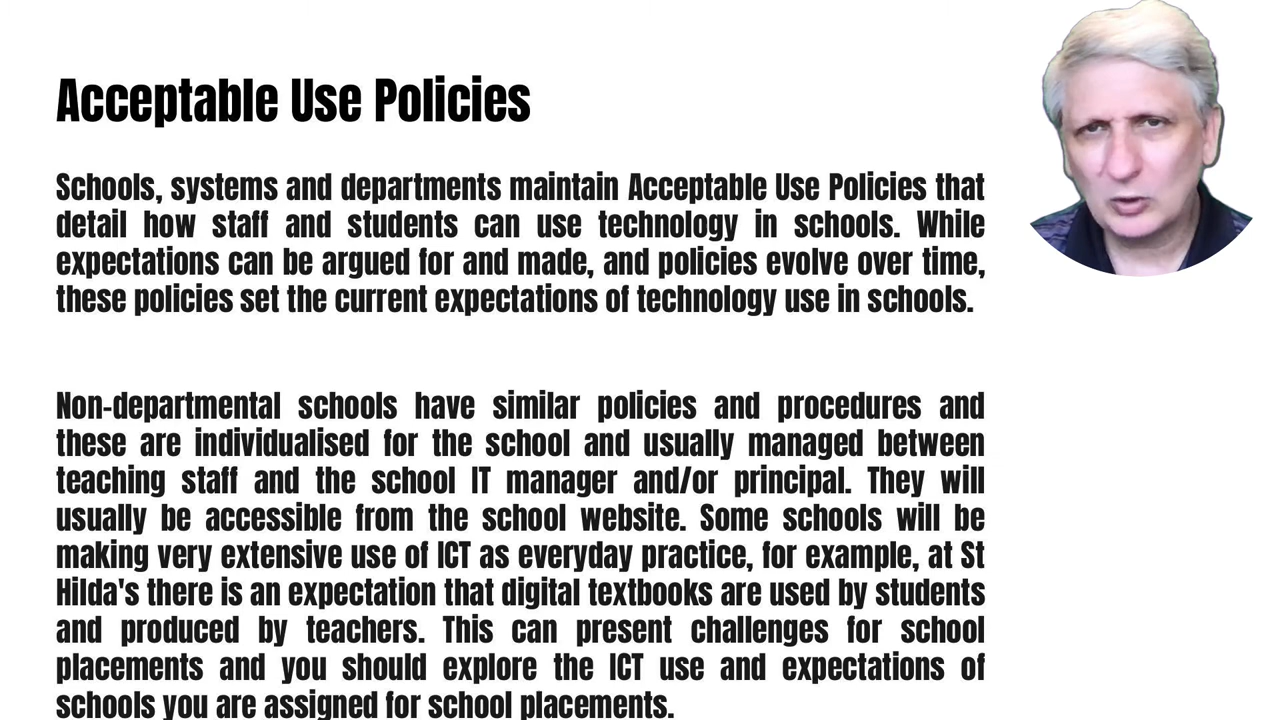 Acceptable Use Policies
Schools, systems and departments maintain Acceptable Use Policies that
detail how staff and students can use technology in schools. While
expectations can be argued for and made, and policies evolve over time,
these policies set the current expectations of technology use in schools.
Non-departmental schools have similar policies and procedures and
these are individualised for the school and usually managed between
teaching staff and the school IT manager and/or principal. They will
usually be accessible from the school website. Some schools will be
making very extensive use of ICT as everyday practice, for example, at St
Hilda's there is an expectation that digital textbooks are used by students
and produced by teachers. This can present challenges for school
placements and you should explore the ICT use and expectations of
schools you are assigned for school placements.